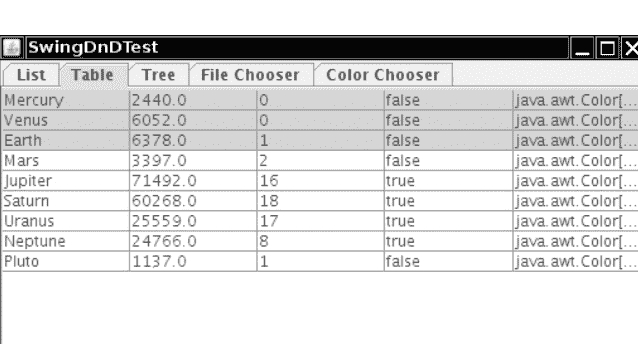 SwingDnDTest
List Table Tree File Chooser Color Chooser
Mercury 2440.0 0 false java.awt.Color[...
Venus 6052.0 0 false java.awt.Color[...
Earth 6378.0 1 false java.awt.Color[...
Mars 3397.0 2 false java.awt.Color[...
Jupiter 71492.0 16 true java.awt.Color[...
Saturn 60268.0 18 true java.awt.Color[...
Uranus 25559.0 17 true java.awt.Color[...
Neptune 24766.0 8 true java.awt.Color[...
Pluto 1137.0 1 false java.awt.Color[...